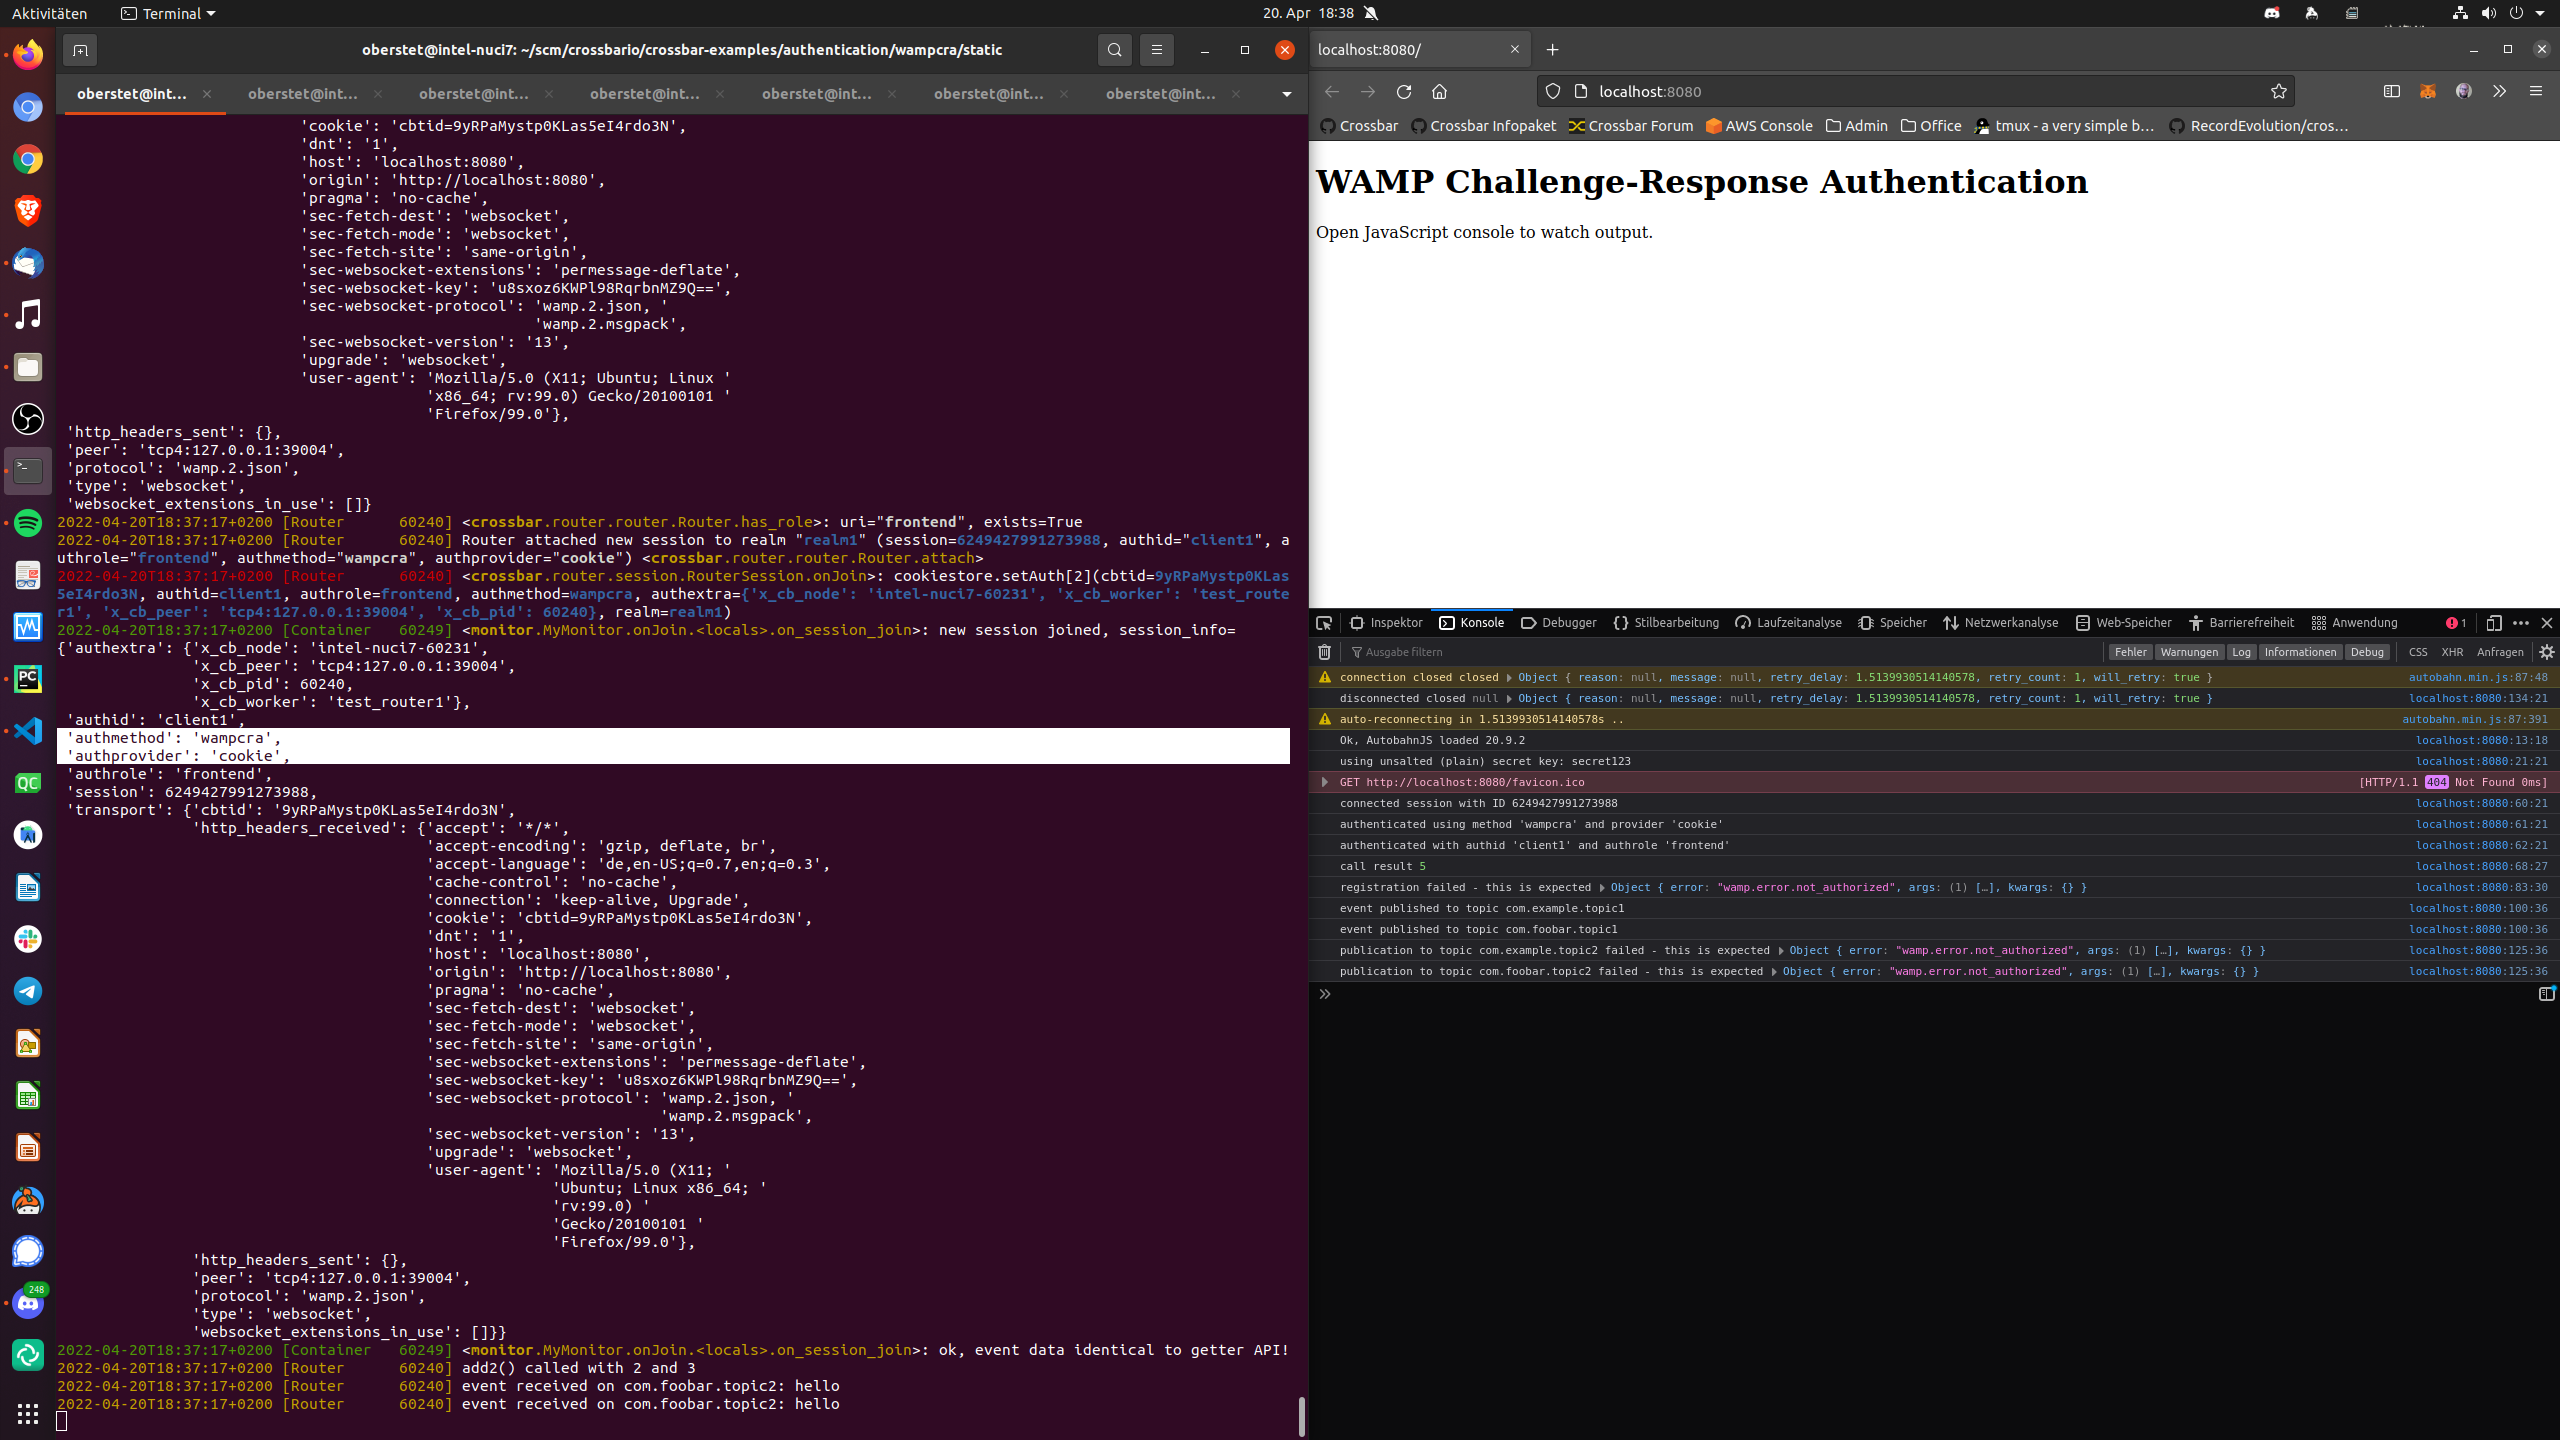 Aktivitäten
Terminal
20. Apr 18:38
oberstet@intel-nuci7: ~/scm/crossbario/crossbar-examples/authentication/wampcra/static
oberstet@int…
oberstet@int…
oberstet@int…
oberstet@int…
oberstet@int…
oberstet@int…
oberstet@int…
'cookie': 'cbtid=9yRPaMystp0KLas5eI4rdo3N',
'dnt': '1',
'host': 'localhost:8080',
'origin': 'http://localhost:8080',
'pragma': 'no-cache',
'sec-fetch-dest': 'websocket',
'sec-fetch-mode': 'websocket',
'sec-fetch-site': 'same-origin',
'sec-websocket-extensions': 'permessage-deflate',
'sec-websocket-key': 'u8sxoz6KWPl98RqrbnMZ9Q==',
'sec-websocket-protocol': 'wamp.2.json, '
'wamp.2.msgpack',
'sec-websocket-version': '13',
'upgrade': 'websocket',
'user-agent': 'Mozilla/5.0 (X11; Ubuntu; Linux '
'x86_64; rv:99.0) Gecko/20100101 '
'Firefox/99.0'},
'http_headers_sent': {},
'peer': 'tcp4:127.0.0.1:39004',
'protocol': 'wamp.2.json',
'type': 'websocket',
'websocket_extensions_in_use': []}
2022-04-20T18:37:17+0200 [Router      60240] <crossbar.router.router.Router.has_role>: uri="frontend", exists=True
2022-04-20T18:37:17+0200 [Router      60240] Router attached new session to realm "realm1" (session=6249427991273988, authid="client1", a
uthrole="frontend", authmethod="wampcra", authprovider="cookie") <crossbar.router.router.Router.attach>
2022-04-20T18:37:17+0200 [Router      60240] <crossbar.router.session.RouterSession.onJoin>: cookiestore.setAuth[2](cbtid=9yRPaMystp0KLas
5eI4rdo3N, authid=client1, authrole=frontend, authmethod=wampcra, authextra={'x_cb_node': 'intel-nuci7-60231', 'x_cb_worker': 'test_route
r1', 'x_cb_peer': 'tcp4:127.0.0.1:39004', 'x_cb_pid': 60240}, realm=realm1)
2022-04-20T18:37:17+0200 [Container   60249] <monitor.MyMonitor.onJoin.<locals>.on_session_join>: new session joined, session_info=
{'authextra': {'x_cb_node': 'intel-nuci7-60231',
'x_cb_peer': 'tcp4:127.0.0.1:39004',
'x_cb_pid': 60240,
'x_cb_worker': 'test_router1'},
'authid': 'client1',
'authmethod': 'wampcra',
'authprovider': 'cookie',
'authrole': 'frontend',
'session': 6249427991273988,
'transport': {'cbtid': '9yRPaMystp0KLas5eI4rdo3N',
'http_headers_received': {'accept': '*/*',
'accept-encoding': 'gzip, deflate, br',
'accept-language': 'de,en-US;q=0.7,en;q=0.3',
'cache-control': 'no-cache',
'connection': 'keep-alive, Upgrade',
'cookie': 'cbtid=9yRPaMystp0KLas5eI4rdo3N',
'dnt': '1',
'host': 'localhost:8080',
'origin': 'http://localhost:8080',
'pragma': 'no-cache',
'sec-fetch-dest': 'websocket',
'sec-fetch-mode': 'websocket',
'sec-fetch-site': 'same-origin',
'sec-websocket-extensions': 'permessage-deflate',
'sec-websocket-key': 'u8sxoz6KWPl98RqrbnMZ9Q==',
'sec-websocket-protocol': 'wamp.2.json, '
'wamp.2.msgpack',
'sec-websocket-version': '13',
'upgrade': 'websocket',
'user-agent': 'Mozilla/5.0 (X11; '
'Ubuntu; Linux x86_64; '
'rv:99.0) '
'Gecko/20100101 '
'Firefox/99.0'},
'http_headers_sent': {},
'peer': 'tcp4:127.0.0.1:39004',
'protocol': 'wamp.2.json',
'type': 'websocket',
'websocket_extensions_in_use': []}}
2022-04-20T18:37:17+0200 [Container   60249] <monitor.MyMonitor.onJoin.<locals>.on_session_join>: ok, event data identical to getter API!
2022-04-20T18:37:17+0200 [Router      60240] add2() called with 2 and 3
2022-04-20T18:37:17+0200 [Router      60240] event received on com.foobar.topic2: hello
2022-04-20T18:37:17+0200 [Router      60240] event received on com.foobar.topic2: hello
PC
QC
248
localhost:8080/
localhost:8080
Crossbar
Crossbar Infopaket
Crossbar Forum
AWS Console
Admin
Office
tmux - a very simple b…
RecordEvolution/cros…
WAMP Challenge-Response Authentication
Open JavaScript console to watch output.
Inspektor
Konsole
Debugger
Stilbearbeitung
Laufzeitanalyse
Speicher
Netzwerkanalyse
Web-Speicher
Barrierefreiheit
Anwendung
1
Ausgabe filtern
Fehler
Warnungen
Log
Informationen
Debug
CSS
XHR
Anfragen
connection closed closed Object { reason: null, message: null, retry_delay: 1.5139930514140578, retry_count: 1, will_retry: true } autobahn.min.js:87:48
disconnected closed null Object { reason: null, message: null, retry_delay: 1.5139930514140578, retry_count: 1, will_retry: true } localhost:8080:134:21
auto-reconnecting in 1.5139930514140578s .. autobahn.min.js:87:391
Ok, AutobahnJS loaded 20.9.2 localhost:8080:13:18
using unsalted (plain) secret key: secret123 localhost:8080:21:21
GET http://localhost:8080/favicon.ico [HTTP/1.1 404 Not Found 0ms]
connected session with ID 6249427991273988 localhost:8080:60:21
authenticated using method 'wampcra' and provider 'cookie' localhost:8080:61:21
authenticated with authid 'client1' and authrole 'frontend' localhost:8080:62:21
call result 5 localhost:8080:68:27
registration failed - this is expected Object { error: "wamp.error.not_authorized", args: (1) […], kwargs: {} } localhost:8080:83:30
event published to topic com.example.topic1 localhost:8080:100:36
event published to topic com.foobar.topic1 localhost:8080:100:36
publication to topic com.example.topic2 failed - this is expected Object { error: "wamp.error.not_authorized", args: (1) […], kwargs: {} } localhost:8080:125:36
publication to topic com.foobar.topic2 failed - this is expected Object { error: "wamp.error.not_authorized", args: (1) […], kwargs: {} } localhost:8080:125:36